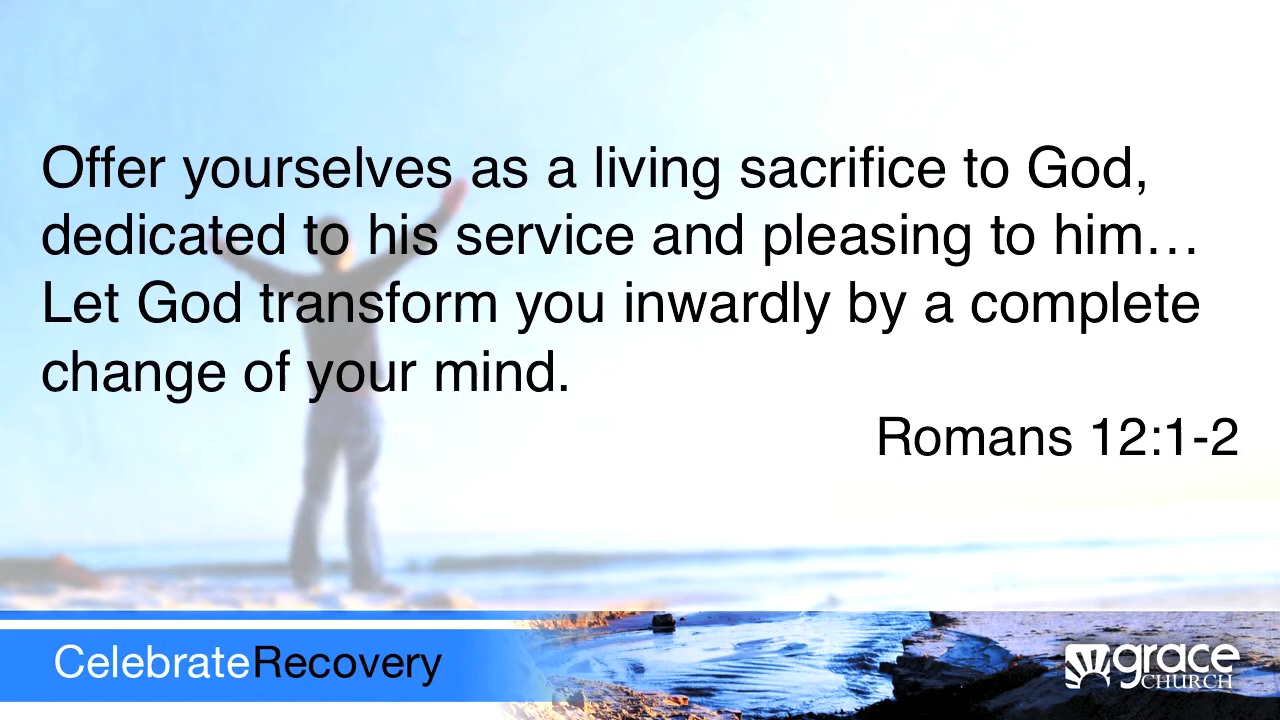 Offer yourselves as a living sacrifice to God,
dedicated to his service and pleasing to him…
Let God transform you inwardly by a complete
change of your mind.
Romans 12:1-2
CelebrateRecovery
grace
CHURCH